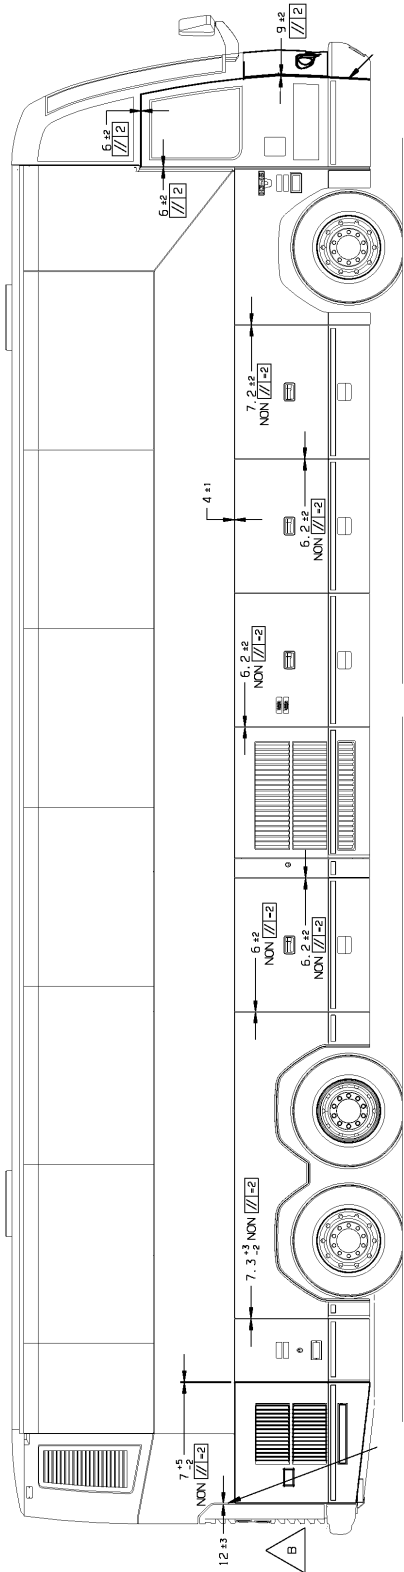 9 ±2 // 2
6 ±2
// 2
6 ±2
// 2
7.2 ±2
NON // =2
4 ±1
6.2 ±2
NON // =2
6.2 ±2
NON // =2
6 ±2
NON // =2
6.2 ±2
NON // =2
7.3 +3 -2 NON // =2
7 +5 -2
NON // =2
12 ±3
B